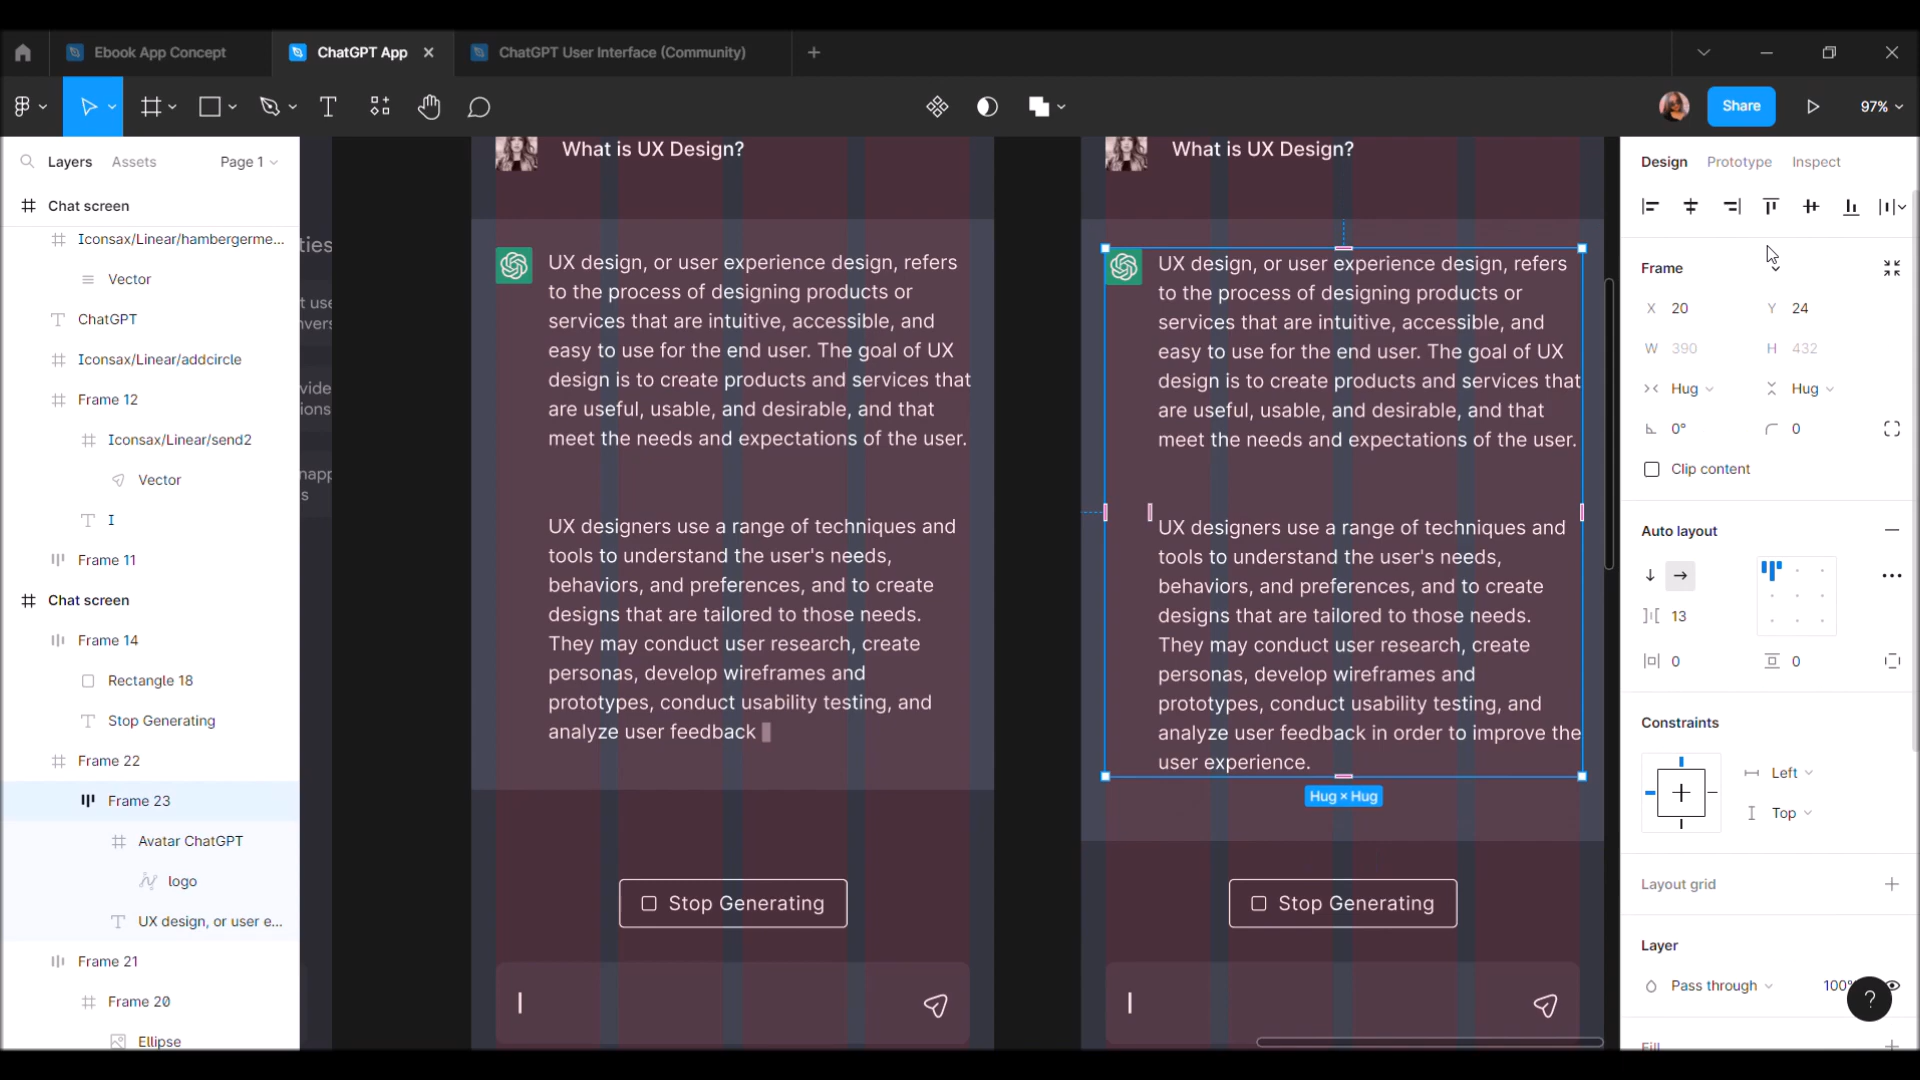 Ebook App Concept
ChatGPT App
ChatGPT User Interface (Community)
Share
97%
Layers
Assets
Page 1
Chat screen
Iconsax/Linear/hambergerme...
Vector
ChatGPT
Iconsax/Linear/addcircle
Frame 12
Iconsax/Linear/send2
Vector
I
Frame 11
Chat screen
Frame 14
Rectangle 18
Stop Generating
Frame 22
Frame 23
Avatar ChatGPT
logo
UX design, or user e...
Frame 21
Frame 20
Ellipse
What is UX Design?
UX design, or user experience design, refers
to the process of designing products or
services that are intuitive, accessible, and
easy to use for the end user. The goal of UX
design is to create products and services that
are useful, usable, and desirable, and that
meet the needs and expectations of the user.
UX designers use a range of techniques and
tools to understand the user's needs,
behaviors, and preferences, and to create
designs that are tailored to those needs.
They may conduct user research, create
personas, develop wireframes and
prototypes, conduct usability testing, and
analyze user feedback
Stop Generating
What is UX Design?
UX design, or user experience design, refers
to the process of designing products or
services that are intuitive, accessible, and
easy to use for the end user. The goal of UX
design is to create products and services that
are useful, usable, and desirable, and that
meet the needs and expectations of the user.
UX designers use a range of techniques and
tools to understand the user's needs,
behaviors, and preferences, and to create
designs that are tailored to those needs.
They may conduct user research, create
personas, develop wireframes and
prototypes, conduct usability testing, and
analyze user feedback in order to improve the
user experience.
Hug × Hug
Stop Generating
Design
Prototype
Inspect
Frame
X 20
Y 24
W 390
H 432
Hug
Hug
0°
0
Clip content
Auto layout
13
0
0
Constraints
Left
Top
Layout grid
Layer
Pass through
100%
?
Fill